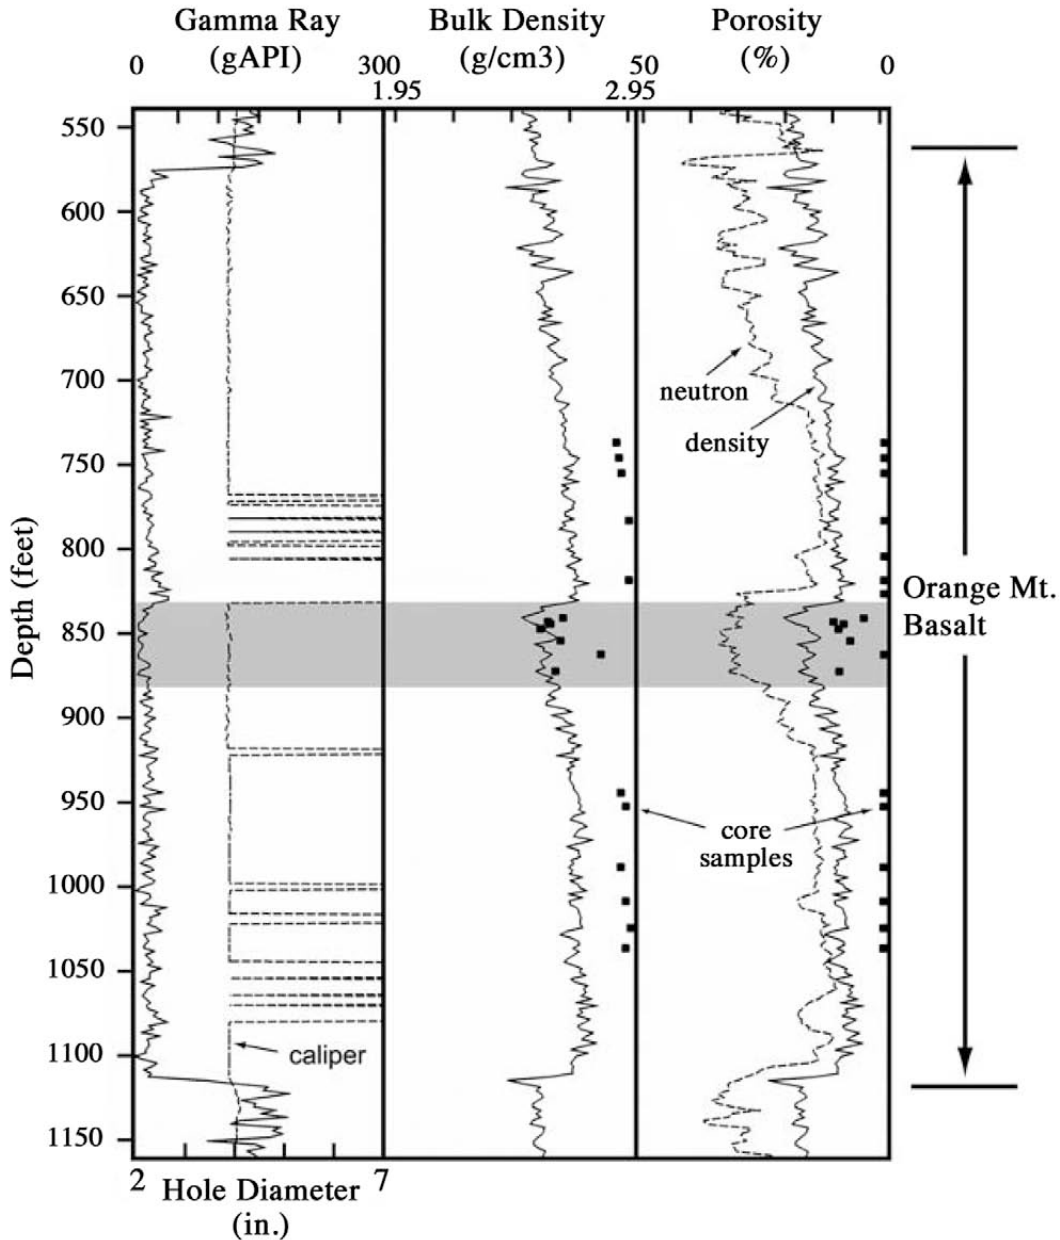 Gamma Ray
(gAPI)
0
300
Bulk Density
(g/cm3)
1.95
2.95
Porosity
(%)
50
0
Depth (feet)
550
600
650
700
750
800
850
900
950
1000
1050
1100
1150
neutron
density
core
samples
caliper
Orange Mt.
Basalt
2
7
Hole Diameter
(in.)